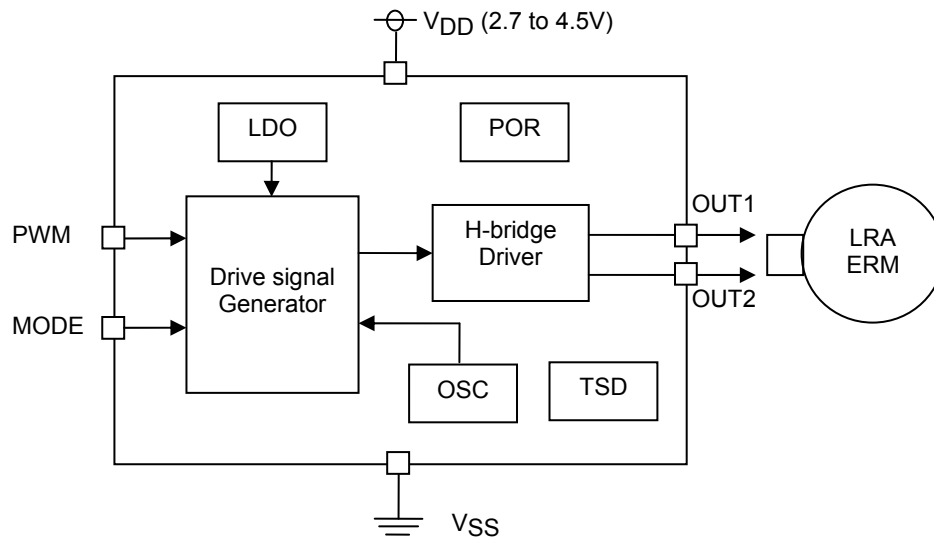 VDD (2.7 to 4.5V)
LDO
POR
PWM
MODE
Drive signal
Generator
H-bridge
Driver
OUT1
OUT2
LRA
ERM
OSC
TSD
VSS